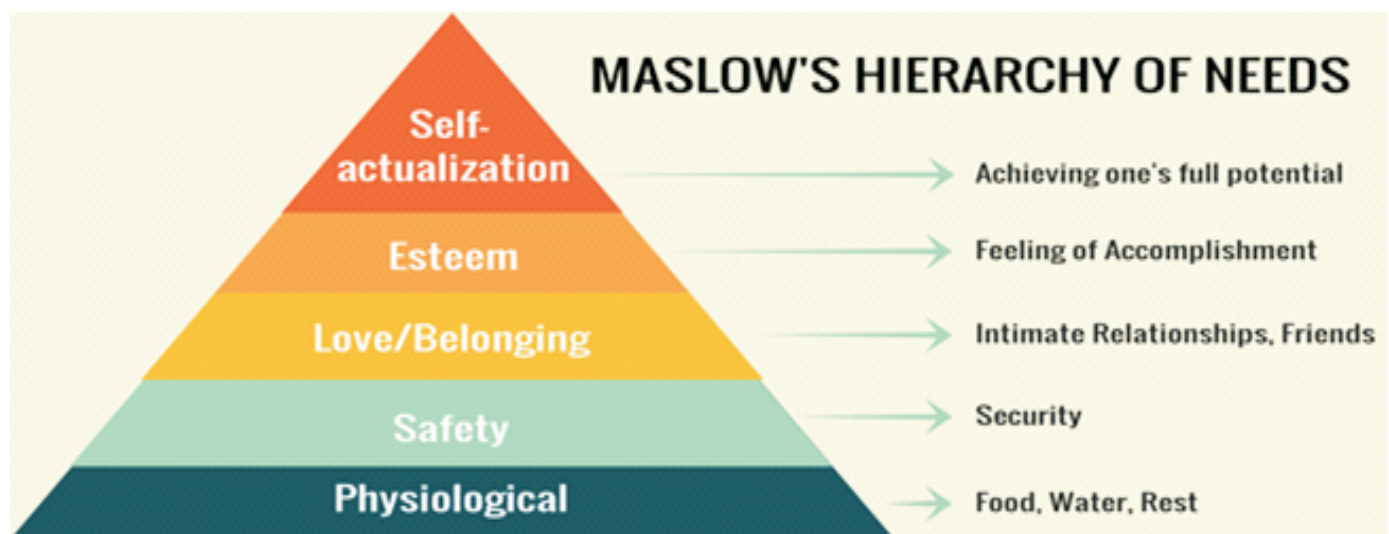 MASLOW'S HIERARCHY OF NEEDS
Self-
actualization
Achieving one's full potential
Esteem
Feeling of Accomplishment
Love/Belonging
Intimate Relationships, Friends
Safety
Security
Physiological
Food, Water, Rest